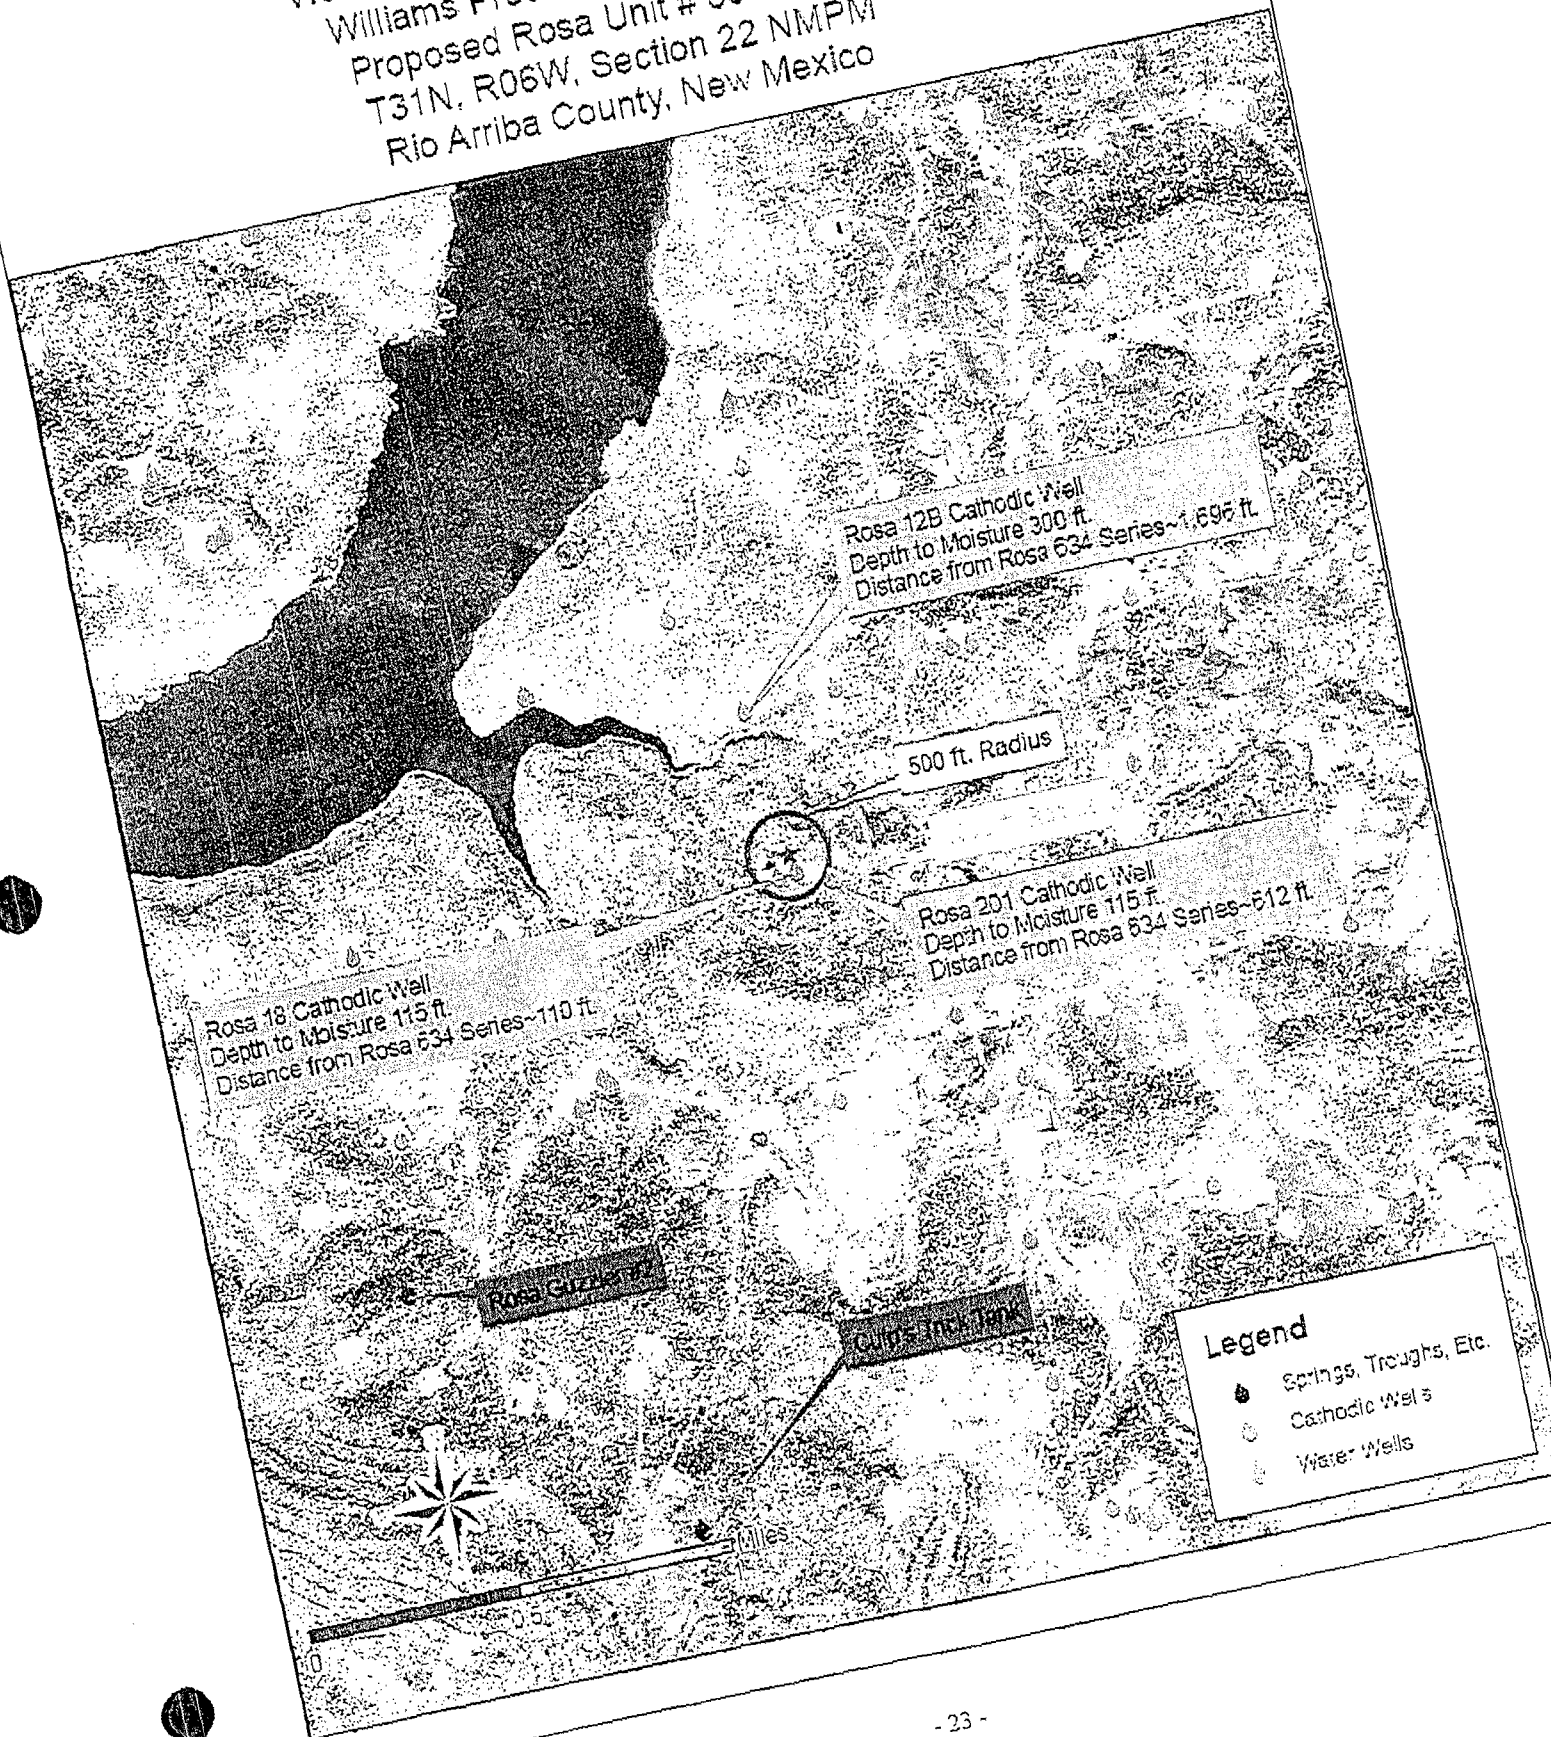 Williams
Proposed Rosa Unit #
T31N, R06W, Section 22 NMPM
Rio Arriba County, New Mexico
Rosa 12B Cathodic Well
Depth to Moisture 300 ft.
Distance from Rosa 634 Series~1,696 ft.
500 ft. Radius
Rosa 201 Cathodic Well
Depth to Moisture 115 ft.
Distance from Rosa 634 Series~612 ft.
Rosa 18 Cathodic Well
Depth to Moisture 115 ft.
Distance from Rosa 634 Series~110 ft.
Rosa Guzzler
Culp's Trick Tank
Legend
Springs, Troughs, Etc.
Cathodic Wells
Water Wells
Miles
0.5
0
- 23 -